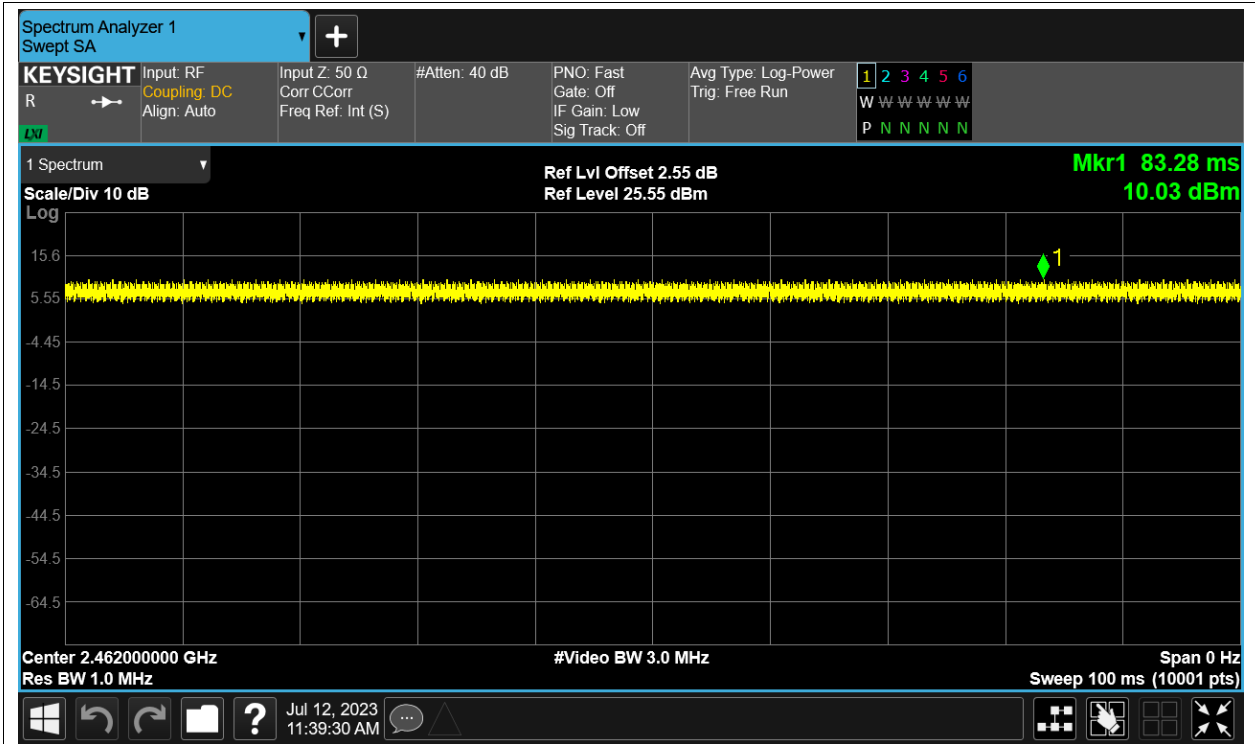 Spectrum Analyzer 1
Swept SA
KEYSIGHT
R
LXI
Input: RF
Coupling: DC
Align: Auto
Input Z: 50 Ω
Corr CCorr
Freq Ref: Int (S)
#Atten: 40 dB
PNO: Fast
Gate: Off
IF Gain: Low
Sig Track: Off
Avg Type: Log-Power
Trig: Free Run
1 2 3 4 5 6
W W W W W W
P N N N N N
1 Spectrum
Scale/Div 10 dB
Log
Ref Lvl Offset 2.55 dB
Ref Level 25.55 dBm
Mkr1 83.28 ms
10.03 dBm
1
15.6
5.55
-4.45
-14.5
-24.5
-34.5
-44.5
-54.5
-64.5
Center 2.462000000 GHz
#Video BW 3.0 MHz
Span 0 Hz
Res BW 1.0 MHz
Sweep 100 ms (10001 pts)
?
Jul 12, 2023
11:39:30 AM